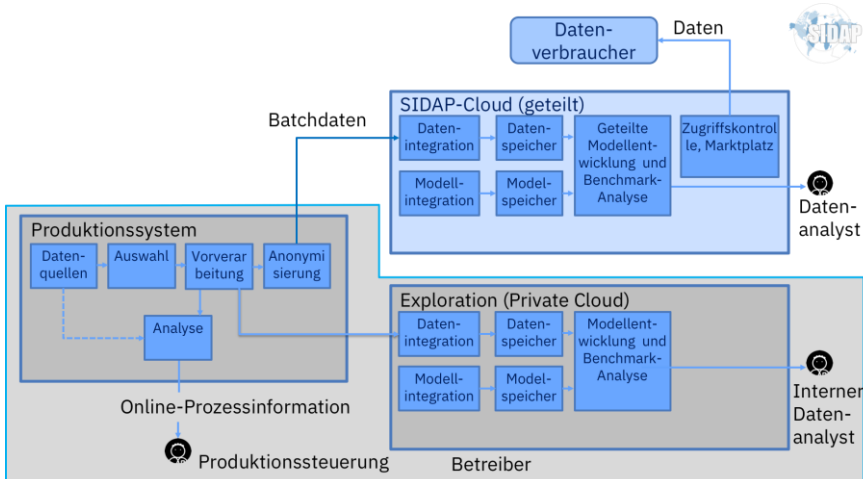 SIDAP
Daten-
verbraucher
Daten
SIDAP-Cloud (geteilt)
Batchdaten
Daten-
integration
Daten-
speicher
Geteilte
Modellent-
wicklung und
Benchmark-
Analyse
Zugriffskontrol
le, Marktplatz
Modell-
integration
Model-
speicher
Daten-
analyst
Produktionssystem
Daten-
quellen
Auswahl
Vorverar
beitung
Anonymi
sierung
Analyse
Exploration (Private Cloud)
Daten-
integration
Daten-
speicher
Modellent-
wicklung und
Benchmark-
Analyse
Modell-
integration
Model-
speicher
Interner
Daten-
analyst
Online-Prozessinformation
Produktionssteuerung
Betreiber